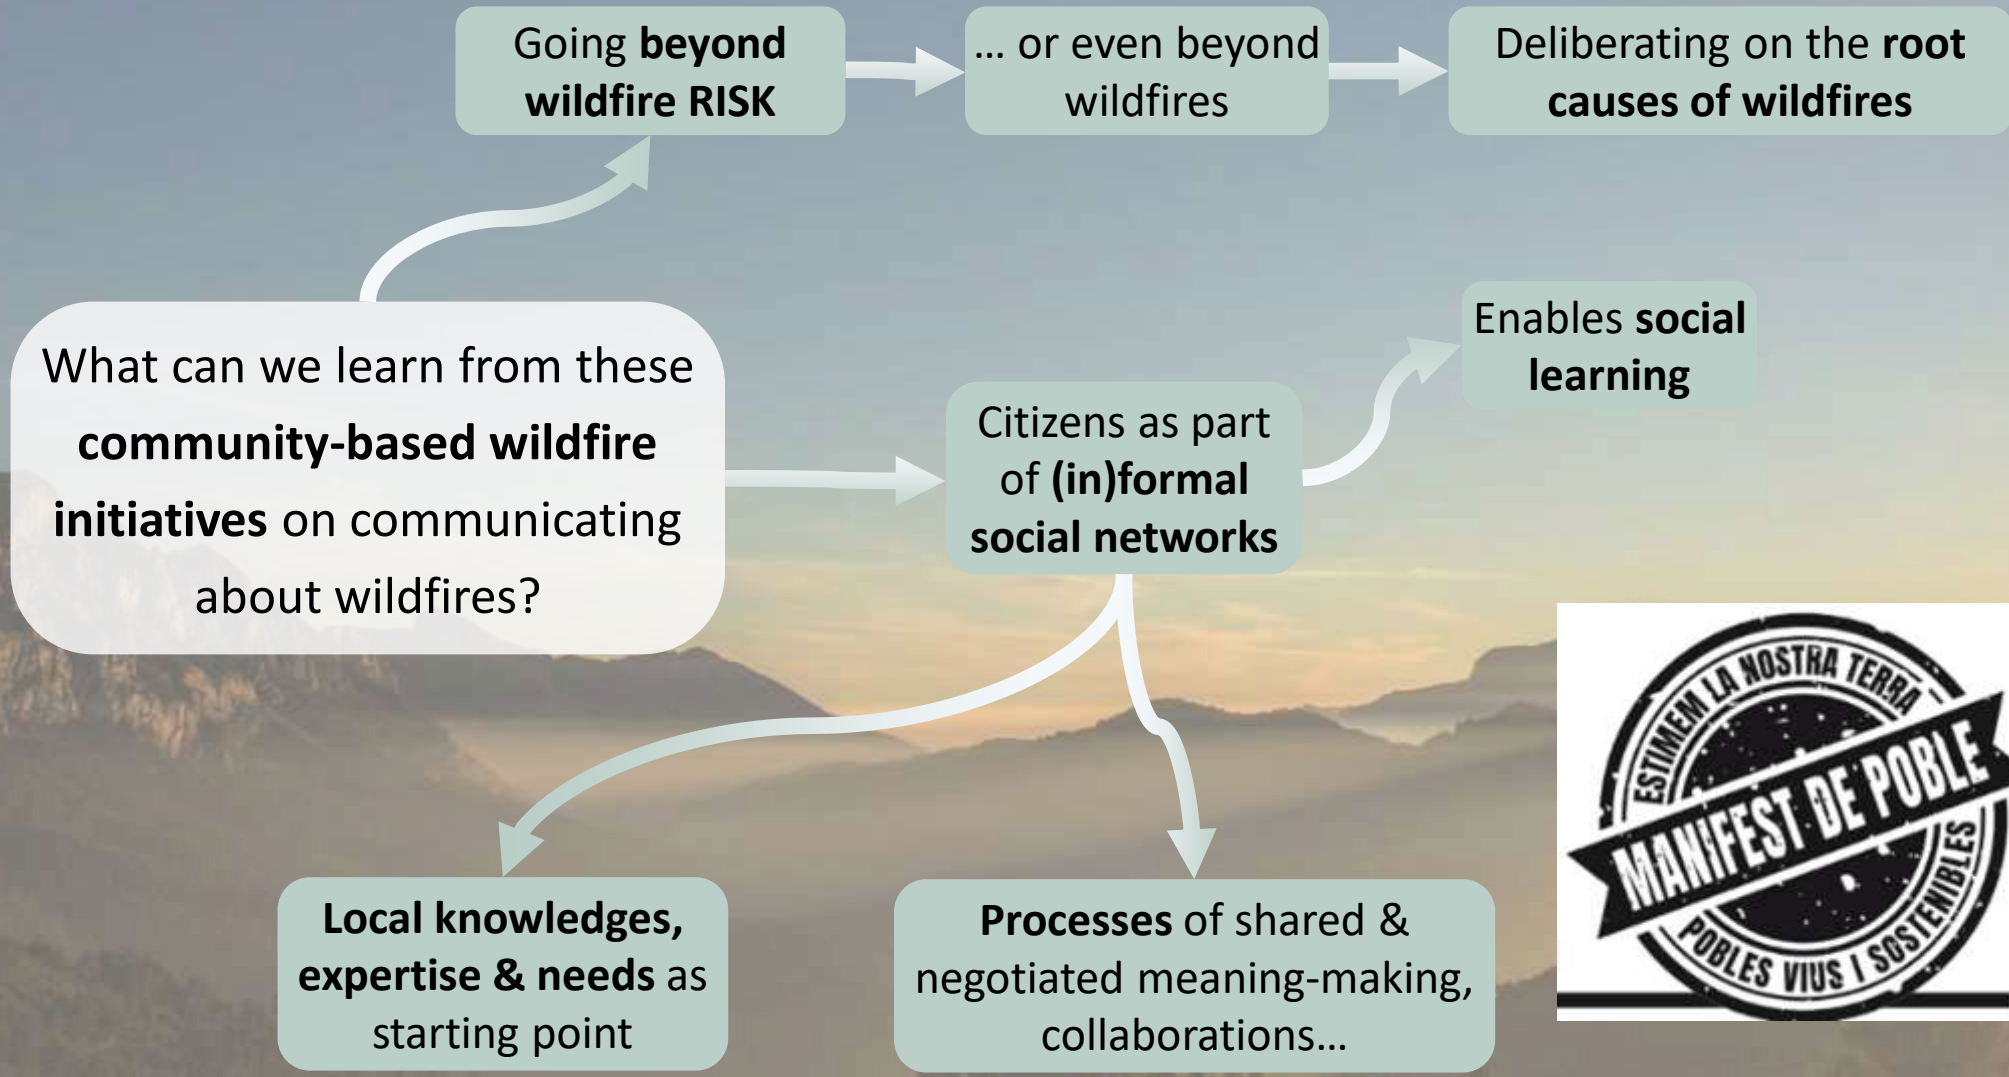 Going beyond
wildfire RISK
... or even beyond
wildfires
Deliberating on the root
causes of wildfires
What can we learn from these
community-based wildfire
initiatives on communicating
about wildfires?
Citizens as part
of (in)formal
social networks
Enables social
learning
Local knowledges,
expertise & needs as
starting point
Processes of shared &
negotiated meaning-making,
collaborations...
ESTIMEM LA NOSTRA TERRA
MANIFEST DE POBLE
POBLES VIUS I SOSTENIBLES